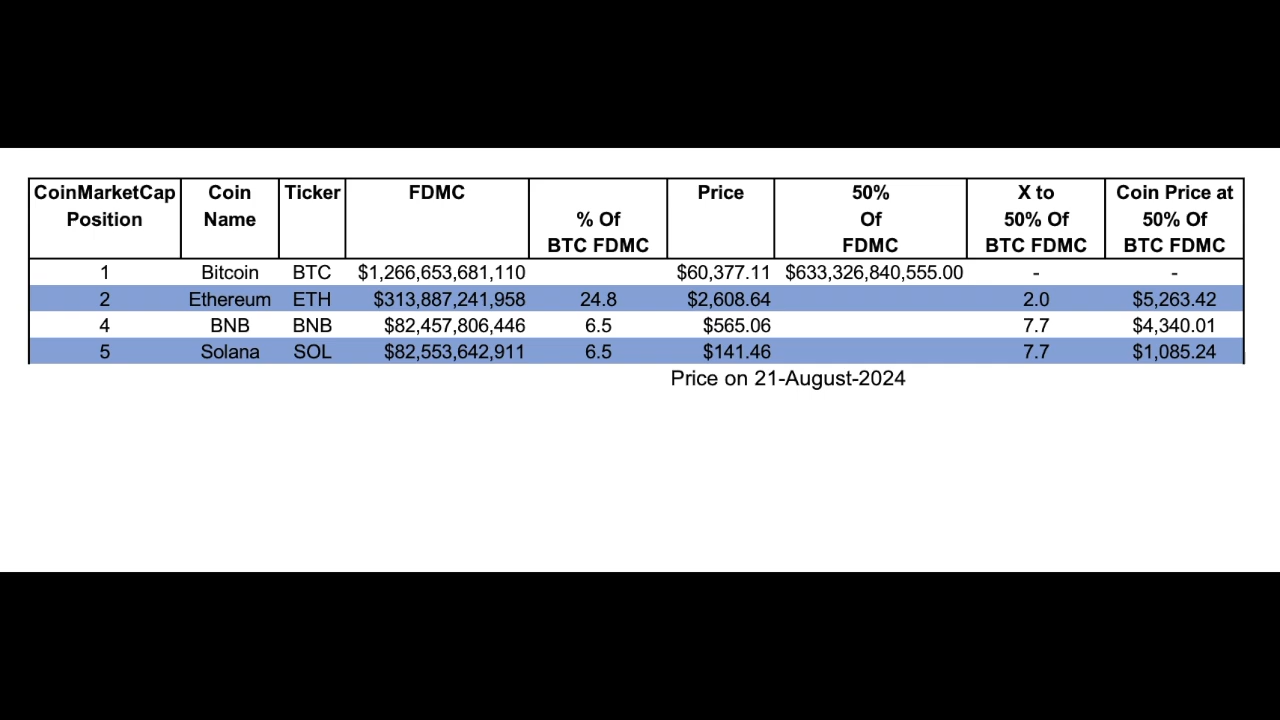 CoinMarketCap Position Coin Name Ticker FDMC % Of BTC FDMC Price 50% Of FDMC X to 50% Of BTC FDMC Coin Price at 50% Of BTC FDMC
1 Bitcoin BTC $1,266,653,681,110 $60,377.11 $633,326,840,555.00 - -
2 Ethereum ETH $313,887,241,958 24.8 $2,608.64 2.0 $5,263.42
4 BNB BNB $82,457,806,446 6.5 $565.06 7.7 $4,340.01
5 Solana SOL $82,553,642,911 6.5 $141.46 7.7 $1,085.24
Price on 21-August-2024